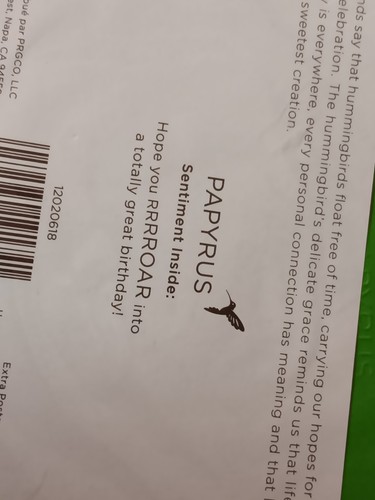 nds say that hummingbirds float free of time, carrying our hopes for
elebration. The hummingbird's delicate grace reminds us that life
is everywhere, every personal connection has meaning and that
sweetest creation.
PAPYRUS
Sentiment Inside:
Hope you RRRROAR into
a totally great birthday!
bué par PRGCO, LLC
est, Napa, CA
12020618
Extra